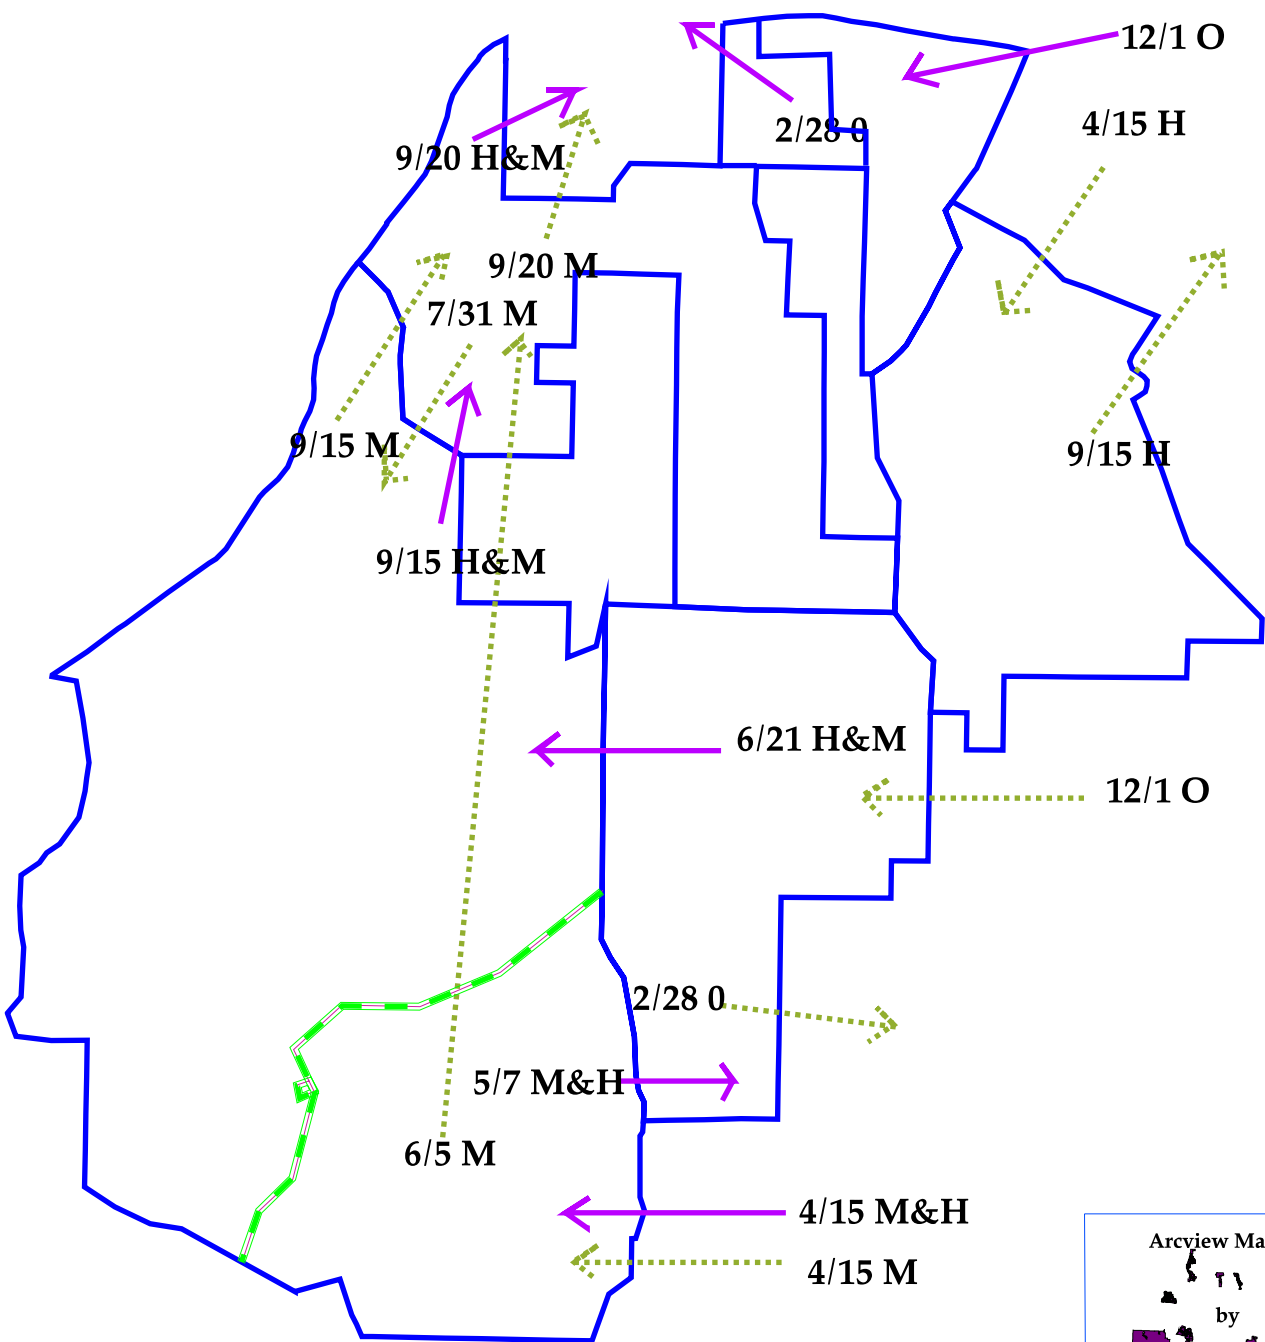 12/1 O
4/15 H
2/28 0
9/20 H&M
9/20 M
7/31 M
9/15 M
9/15 H
9/15 H&M
6/21 H&M
12/1 O
2/28 0
5/7 M&H
6/5 M
4/15 M&H
4/15 M
Arcview Ma
by